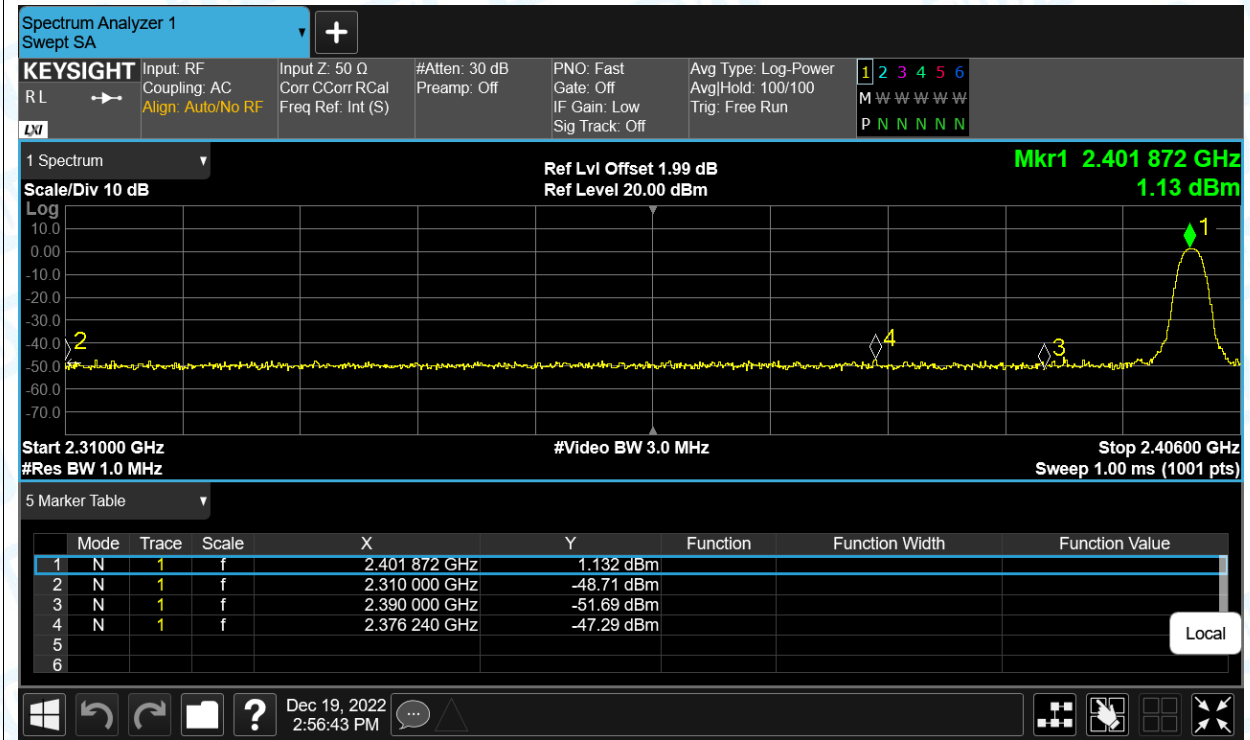 Spectrum Analyzer 1
Swept SA
+
KEYSIGHT
R L
LXI
Input: RF
Coupling: AC
Align: Auto/No RF
Input Z: 50 Ω
Corr CCorr RCal
Freq Ref: Int (S)
#Atten: 30 dB
Preamp: Off
PNO: Fast
Gate: Off
IF Gain: Low
Sig Track: Off
Avg Type: Log-Power
Avg|Hold: 100/100
Trig: Free Run
1 2 3 4 5 6
M W W W W W
P N N N N N
1 Spectrum
Scale/Div 10 dB
Ref Lvl Offset 1.99 dB
Ref Level 20.00 dBm
Mkr1 2.401 872 GHz
1.13 dBm
Log
10.0
0.00
-10.0
-20.0
-30.0
-40.0
-50.0
-60.0
-70.0
2
4
3
1
Start 2.31000 GHz
#Res BW 1.0 MHz
#Video BW 3.0 MHz
Stop 2.40600 GHz
Sweep 1.00 ms (1001 pts)
5 Marker Table
Mode Trace Scale X Y Function Function Width Function Value
1 N 1 f 2.401 872 GHz 1.132 dBm
2 N 1 f 2.310 000 GHz -48.71 dBm
3 N 1 f 2.390 000 GHz -51.69 dBm
4 N 1 f 2.376 240 GHz -47.29 dBm
5
6
Local
?
Dec 19, 2022
2:56:43 PM